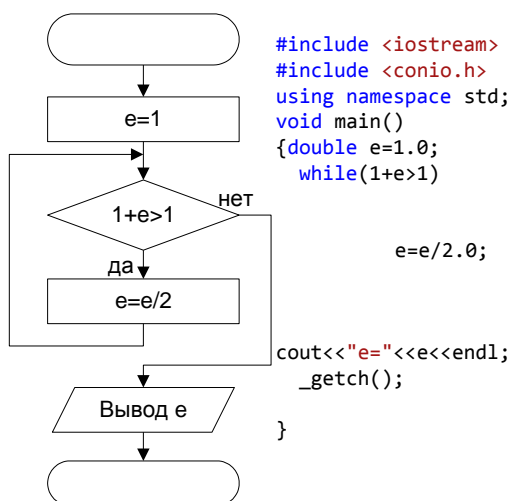 e=1
1+e>1
нет
да
e=e/2
Вывод e
#include <iostream>
#include <conio.h>
using namespace std;
void main()
{double e=1.0;
while(1+e>1)
e=e/2.0;
cout<<"e="<<e<<endl;
_getch();
}